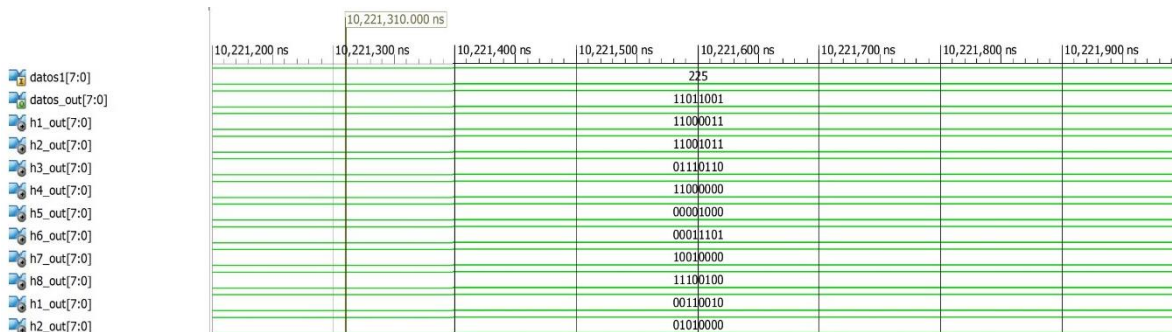 10,221,310.000 ns
10,221,200 ns 10,221,300 ns 10,221,400 ns 10,221,500 ns 10,221,600 ns 10,221,700 ns 10,221,800 ns 10,221,900 ns
datos1[7:0] 225
datos_out[7:0] 11011001
h1_out[7:0] 11000011
h2_out[7:0] 11001011
h3_out[7:0] 01110110
h4_out[7:0] 11000000
h5_out[7:0] 00001000
h6_out[7:0] 00011101
h7_out[7:0] 10010000
h8_out[7:0] 11100100
h1_out[7:0] 00110010
h2_out[7:0] 01010000